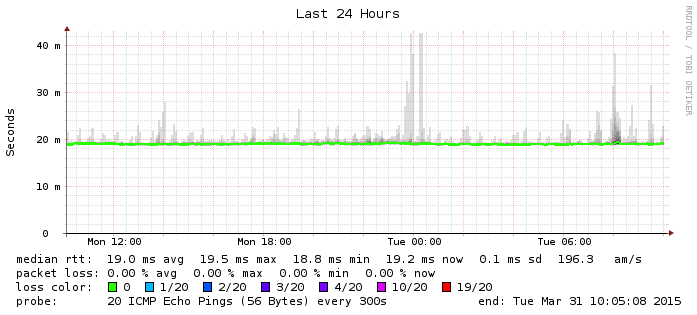 Last 24 Hours
RRDTOOL / TOBI OETIKER
Seconds
40 m
30 m
20 m
10 m
0
Mon 12:00 Mon 18:00 Tue 00:00 Tue 06:00
median rtt: 19.0 ms avg 19.5 ms max 18.8 ms min 19.2 ms now 0.1 ms sd 196.3 am/s
packet loss: 0.00 % avg 0.00 % max 0.00 % min 0.00 % now
loss color: 0 1/20 2/20 3/20 4/20 10/20 19/20
probe: 20 ICMP Echo Pings (56 Bytes) every 300s end: Tue Mar 31 10:05:08 2015